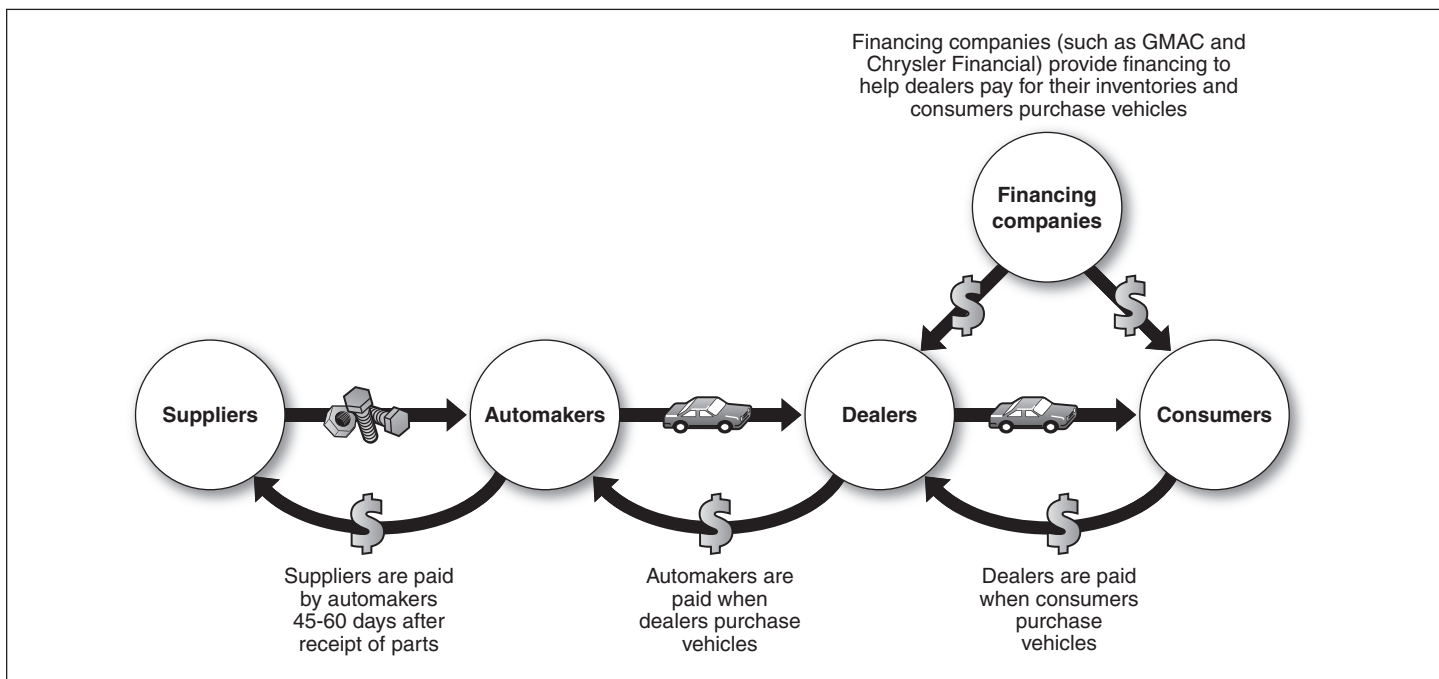 Financing companies (such as GMAC and
Chrysler Financial) provide financing to
help dealers pay for their inventories and
consumers purchase vehicles
Financing
companies
$
$
Suppliers
Automakers
Dealers
Consumers
$
$
$
Suppliers are paid
by automakers
45-60 days after
receipt of parts
Automakers are
paid when
dealers purchase
vehicles
Dealers are paid
when consumers
purchase
vehicles